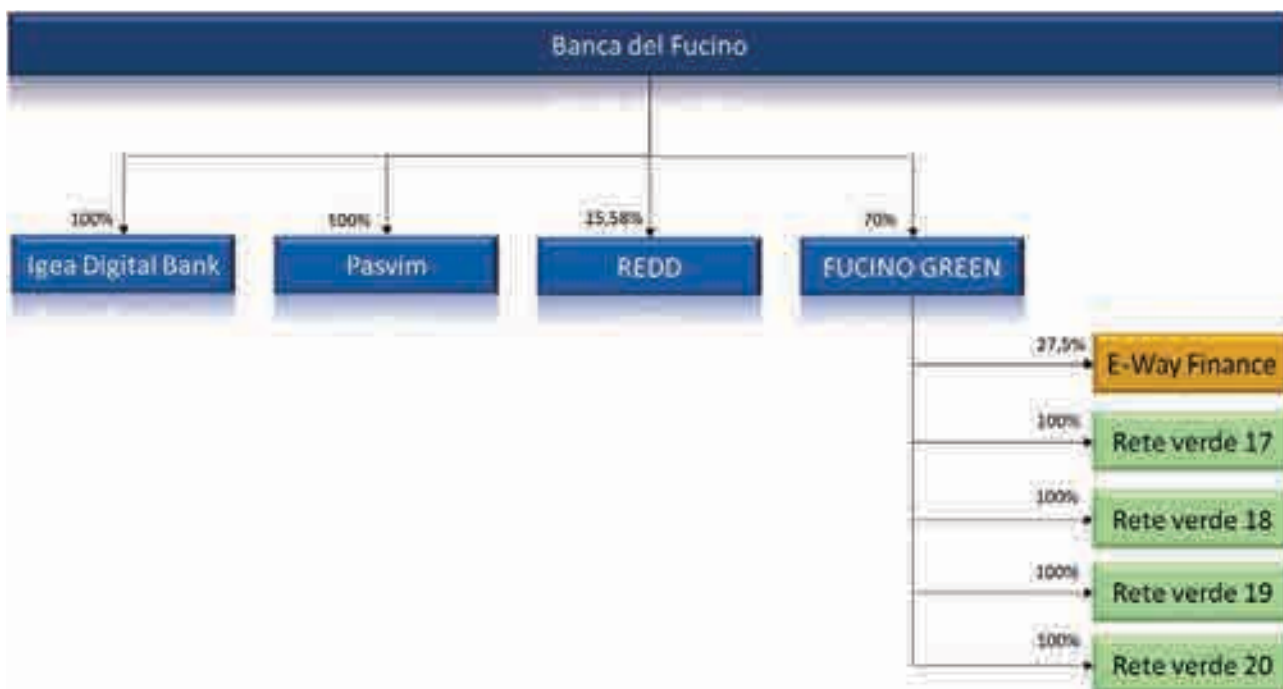 Banca del Fucino
100%
100%
15,58%
70%
Igea Digital Bank
Pasvim
REDD
FUCINO GREEN
27,5%
E-Way Finance
100%
Rete verde 17
100%
Rete verde 18
100%
Rete verde 19
100%
Rete verde 20